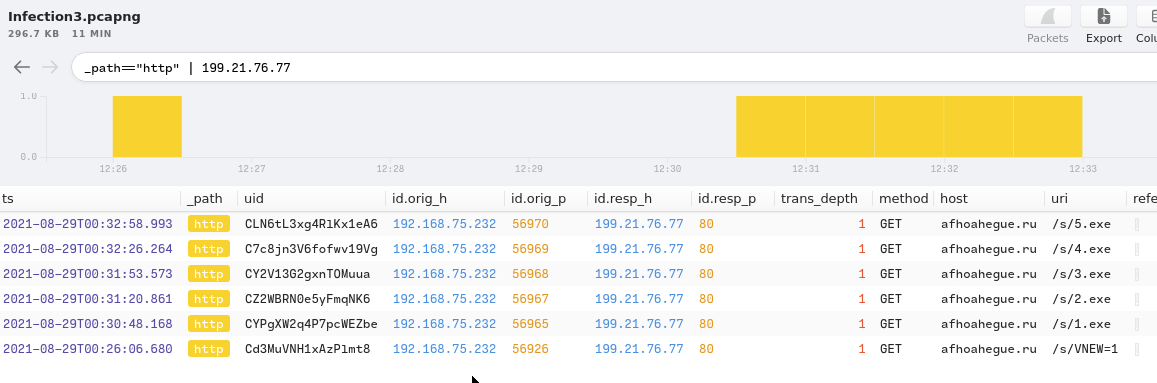 Infection3.pcapng
296.7 KB 11 MIN
Packets Export
_path=="http" | 199.21.76.77
1.0
0.0
12:26 12:27 12:28 12:29 12:30 12:31 12:32 12:33
ts _path uid id.orig_h id.orig_p id.resp_h id.resp_p trans_depth method host uri refe
2021-08-29T00:32:58.993 http CLN6tL3xg4RlKx1eA6 192.168.75.232 56970 199.21.76.77 80 1 GET afhoahegue.ru /s/5.exe
2021-08-29T00:32:26.264 http C7c8jn3V6fofwv19Vg 192.168.75.232 56969 199.21.76.77 80 1 GET afhoahegue.ru /s/4.exe
2021-08-29T00:31:53.573 http CY2V13G2gxnTOMuua 192.168.75.232 56968 199.21.76.77 80 1 GET afhoahegue.ru /s/3.exe
2021-08-29T00:31:20.861 http CZ2WBRN0e5yFmqNK6 192.168.75.232 56967 199.21.76.77 80 1 GET afhoahegue.ru /s/2.exe
2021-08-29T00:30:48.168 http CYPgXW2q4P7pcWEZbe 192.168.75.232 56965 199.21.76.77 80 1 GET afhoahegue.ru /s/1.exe
2021-08-29T00:26:06.680 http Cd3MuVNH1xAzPlmt8 192.168.75.232 56926 199.21.76.77 80 1 GET afhoahegue.ru /s/VNEW=1